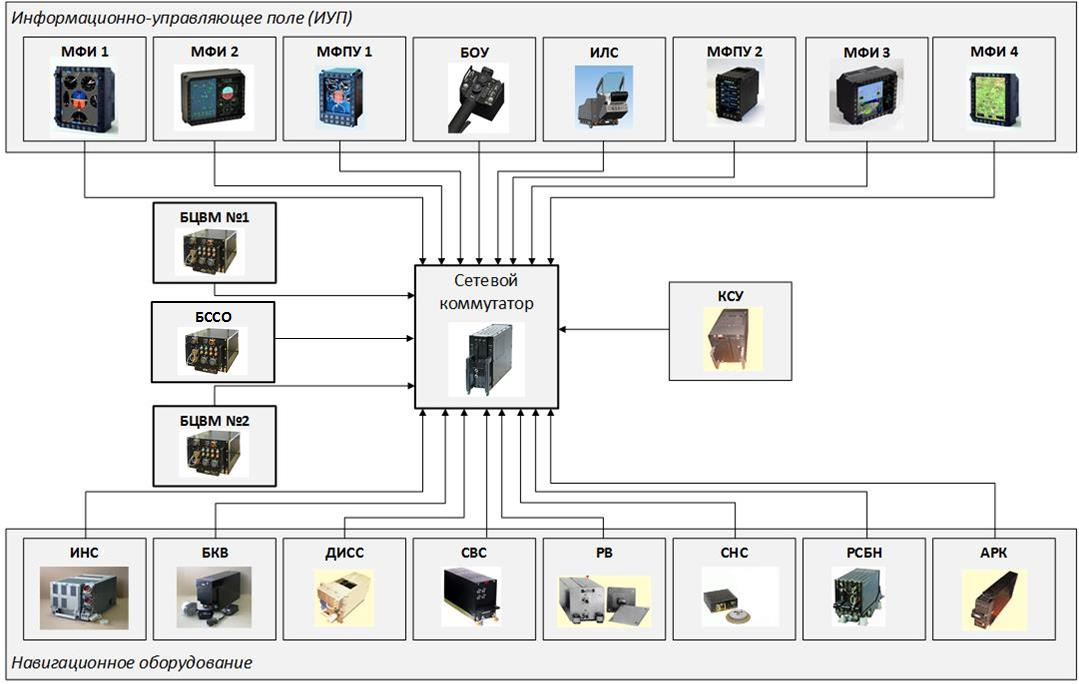 Информационно-управляющее поле (ИУП)
МФИ 1
МФИ 2
МФПУ 1
БОУ
ИЛС
МФПУ 2
МФИ 3
МФИ 4
БЦВМ №1
БССО
БЦВМ №2
Сетевой
коммутатор
КСУ
ИНС
БКВ
ДИСС
СВС
РВ
СНС
РСБН
АРК
Навигационное оборудование